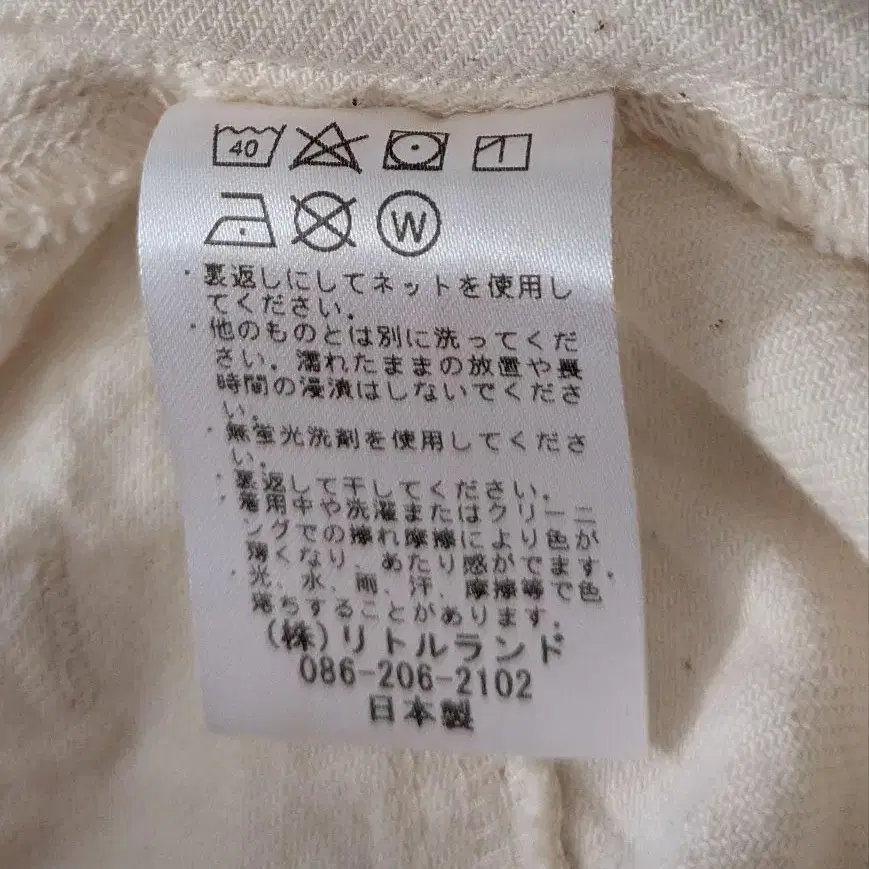 40
W
・裏返しにしてネットを使用し
てください.
・他のものとは別に洗ってくだ
さい.濡れたままの放置や長
時間の浸漬はしないでくださ
い.
・無蛍光洗剤を使用してくださ
い.
・裏返して干してください.
・着用中や洗濯またはクリーニ
ングでの擦れ摩擦により色が
薄くなり、あたり感がでます.
・光、水、雨、汗、摩擦等で色
落ちすることがあります.
(株)リトルランド
086-206-2102
日本製